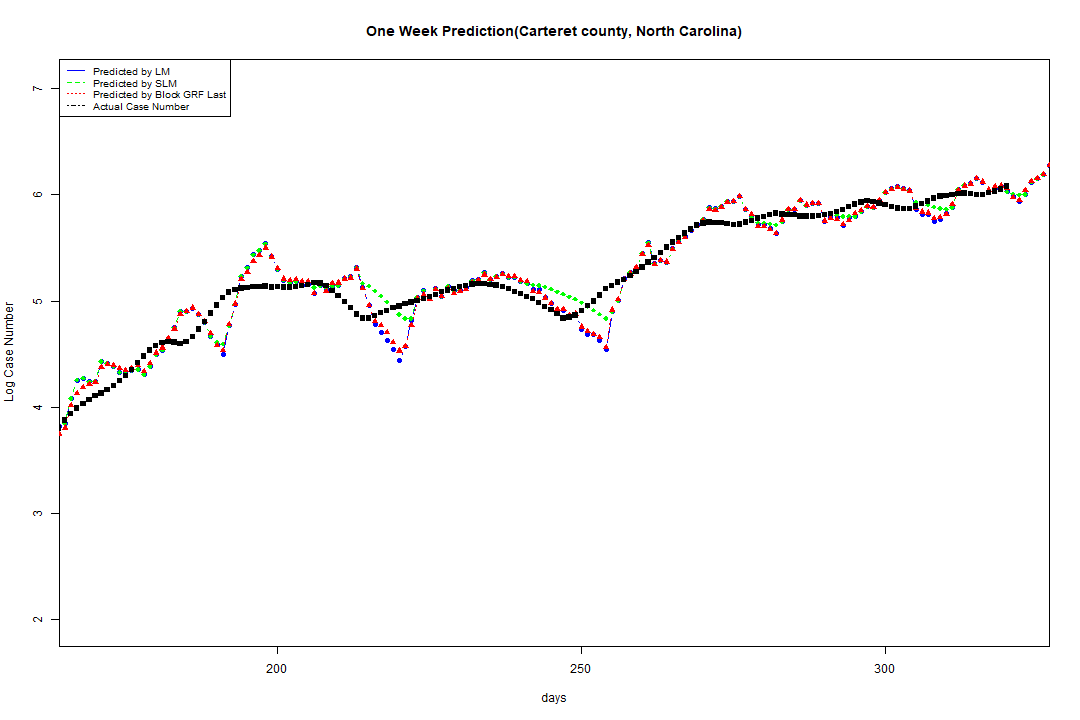 One Week Prediction(Carteret county, North Carolina)
Predicted by LM
Predicted by SLM
Predicted by Block GRF Last
Actual Case Number
7
6
5
4
3
2
Log Case Number
200
250
300
days